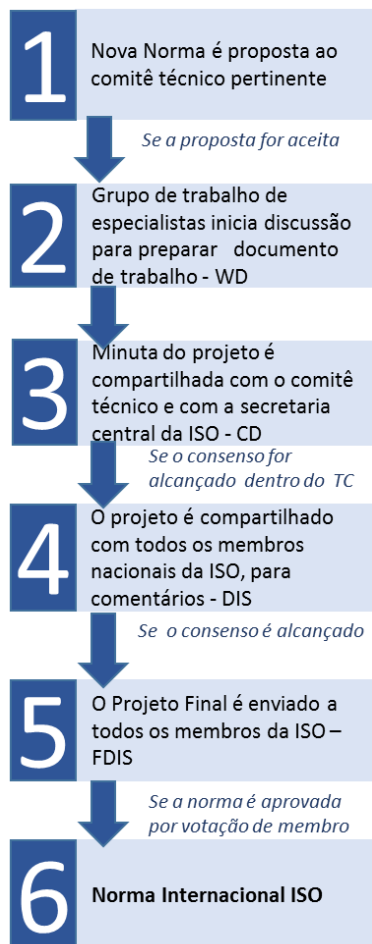 1
Nova Norma é proposta ao
comitê técnico pertinente
Se a proposta for aceita
2
Grupo de trabalho de
especialistas inicia discussão
para preparar documento
de trabalho - WD
3
Minuta do projeto é
compartilhada com o comitê
técnico e com a secretaria
central da ISO - CD
Se o consenso for
alcançado dentro do TC
4
O projeto é compartilhado
com todos os membros
nacionais da ISO, para
comentários - DIS
Se o consenso é alcançado
5
O Projeto Final é enviado a
todos os membros da ISO –
FDIS
Se a norma é aprovada
por votação de membro
6
Norma Internacional ISO